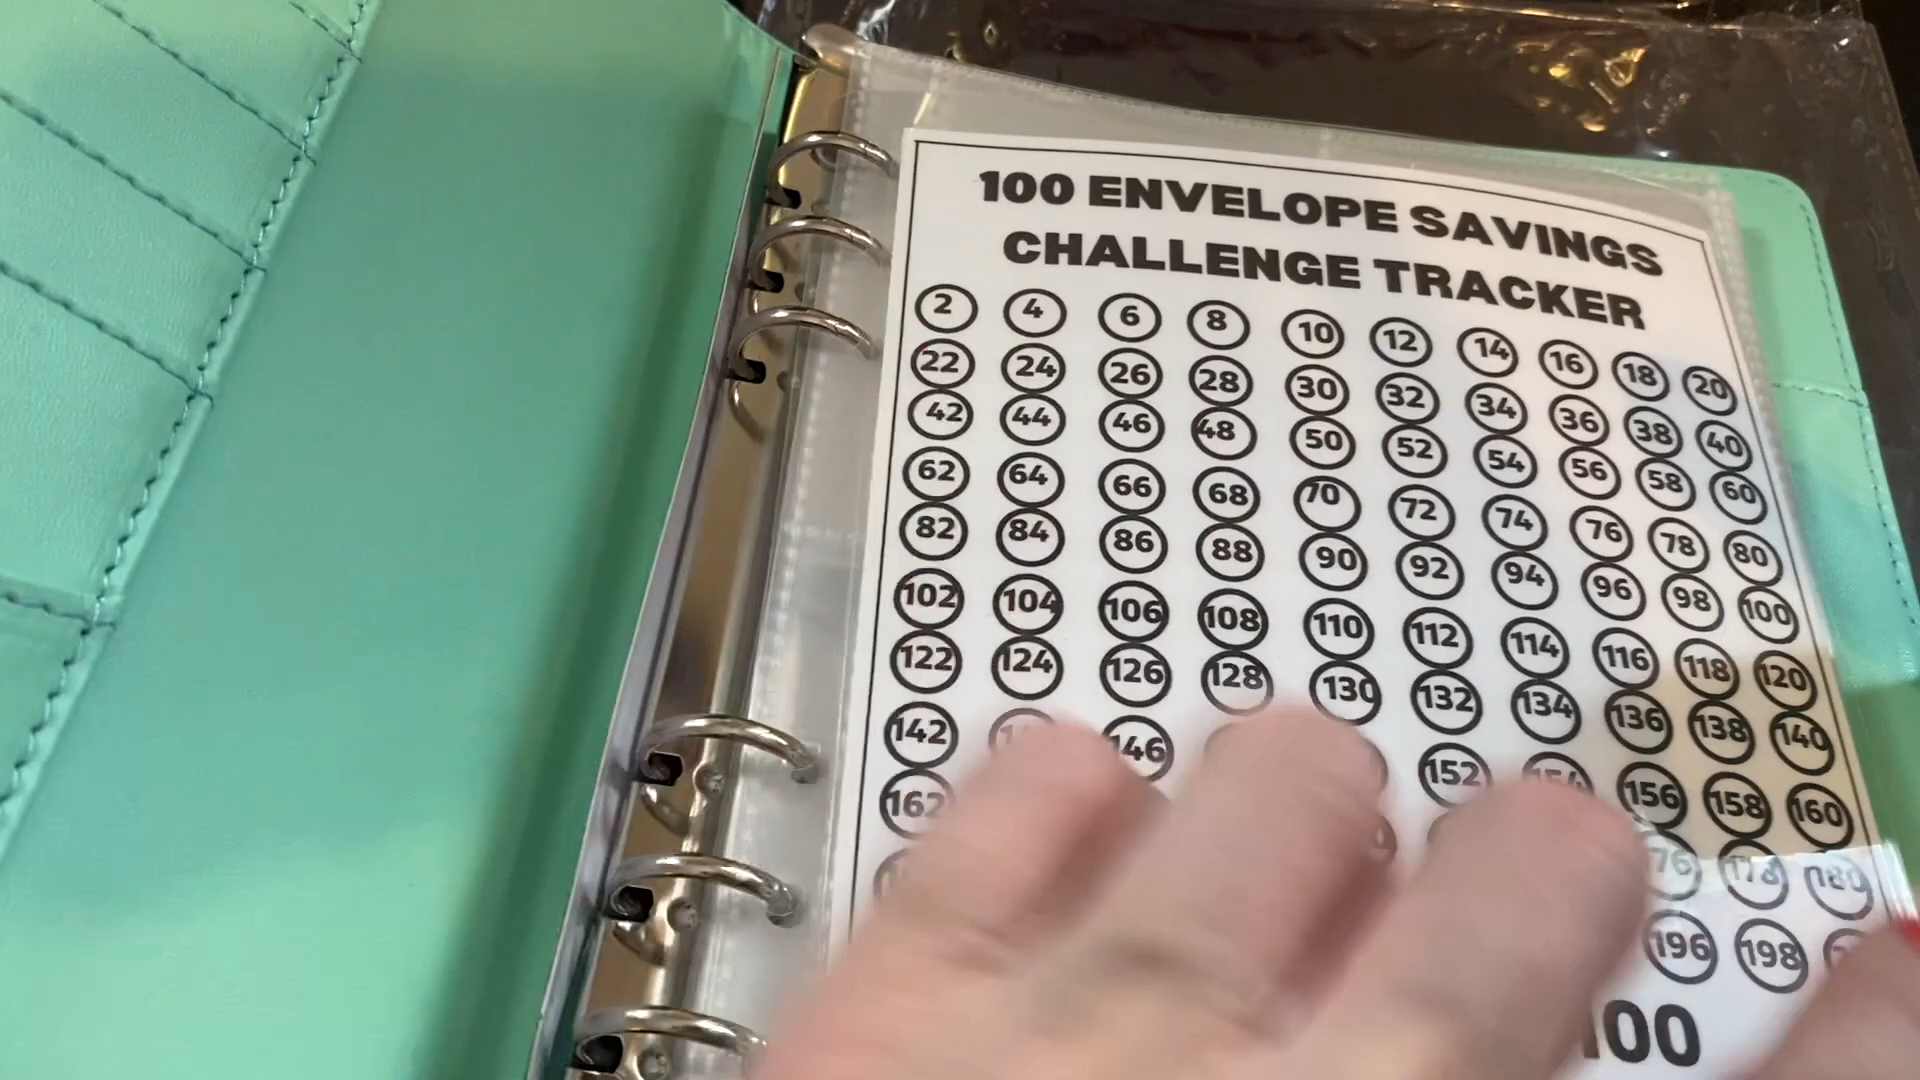 100 ENVELOPE SAVINGS
CHALLENGE TRACKER
2 4 6 8 10 12 14 16 18 20
22 24 26 28 30 32 34 36 38 40
42 44 46 48 50 52 54 56 58 60
62 64 66 68 70 72 74 76 78 80
82 84 86 88 90 92 94 96 98 100
102 104 106 108 110 112 114 116 118 120
122 124 126 128 130 132 134 136 138 140
142 146 152 154 156 158 160
162 176 178 180
196 198
00